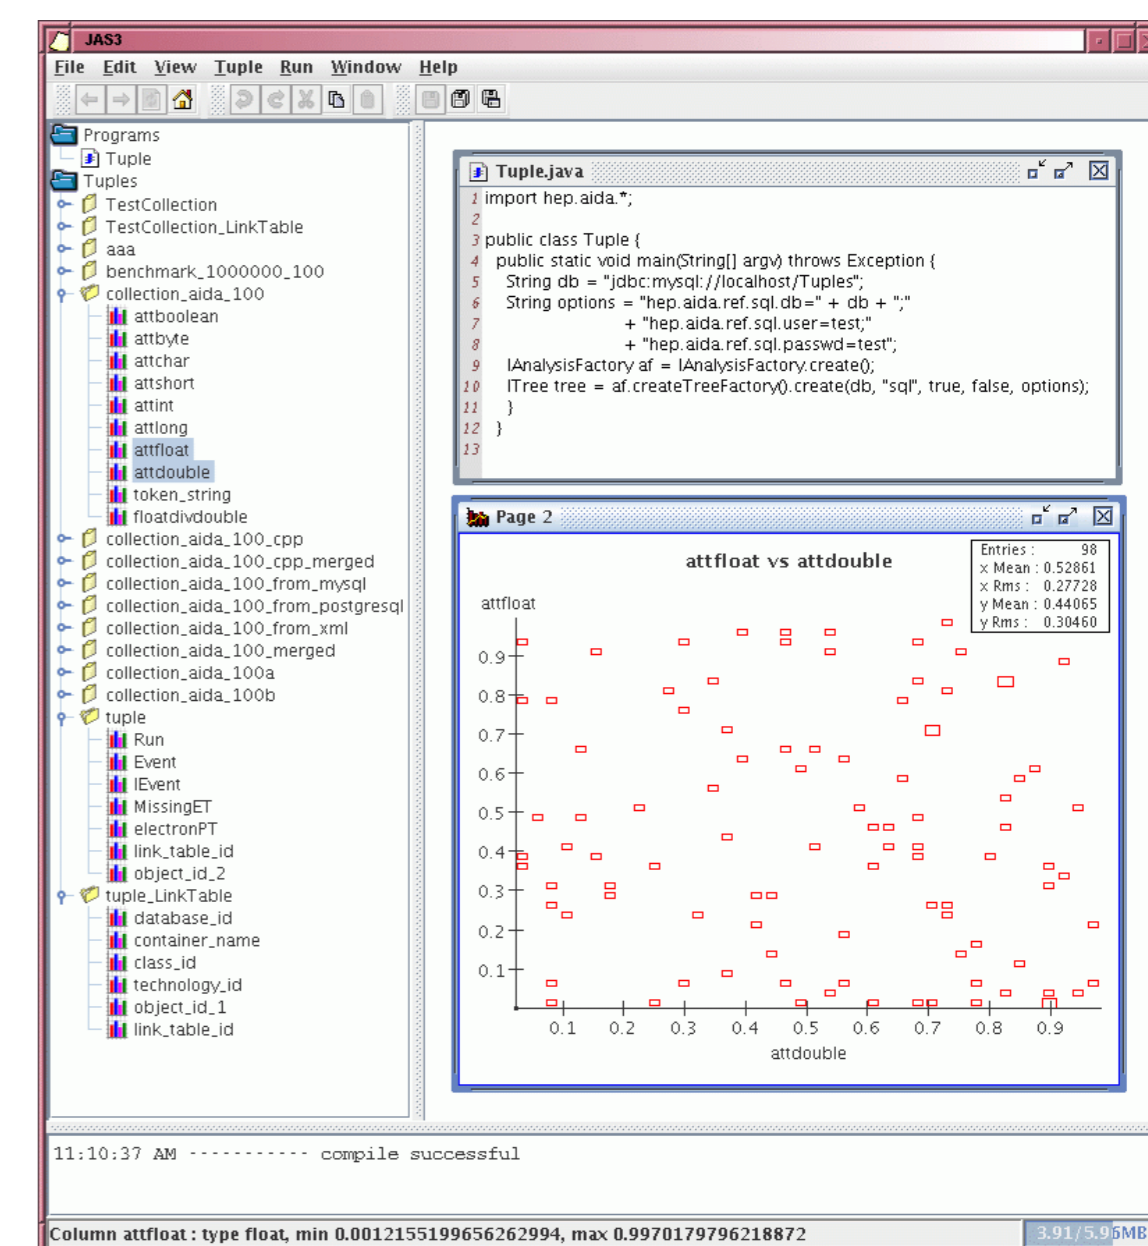 JAS3
File Edit View Tuple Run Window Help
Programs
Tuple
Tuples
TestCollection
TestCollection_LinkTable
aaa
benchmark_1000000_100
collection_aida_100
attboolean
attbyte
attchar
attshort
attint
attlong
attfloat
attdouble
token_string
floatdivdouble
collection_aida_100_cpp
collection_aida_100_cpp_merged
collection_aida_100_from_mysql
collection_aida_100_from_postgresql
collection_aida_100_from_xml
collection_aida_100_merged
collection_aida_100a
collection_aida_100b
tuple
Run
Event
IEvent
MissingET
electronPT
link_table_id
object_id_2
tuple_LinkTable
database_id
container_name
class_id
technology_id
object_id_1
link_table_id
Tuple.java
1 import hep.aida.*;
2
3 public class Tuple {
4 public static void main(String[] argv) throws Exception {
5 String db = "jdbc:mysql://localhost/Tuples";
6 String options = "hep.aida.ref.sql.db=" + db + ";"
7 + "hep.aida.ref.sql.user=test;"
8 + "hep.aida.ref.sql.passwd=test";
9 IAnalysisFactory af = IAnalysisFactory.create();
10 ITree tree = af.createTreeFactory().create(db, "sql", true, false, options);
11 }
12 }
13
Page 2
attfloat vs attdouble
Entries : 98
x Mean : 0.52861
x Rms : 0.27728
y Mean : 0.44065
y Rms : 0.30460
attfloat
0.9
0.8
0.7
0.6
0.5
0.4
0.3
0.2
0.1
0.1 0.2 0.3 0.4 0.5 0.6 0.7 0.8 0.9
attdouble
11:10:37 AM ----------- compile successful
Column attfloat : type float, min 0.0012155199656262994, max 0.9970179796218872
3.91/5.96MB